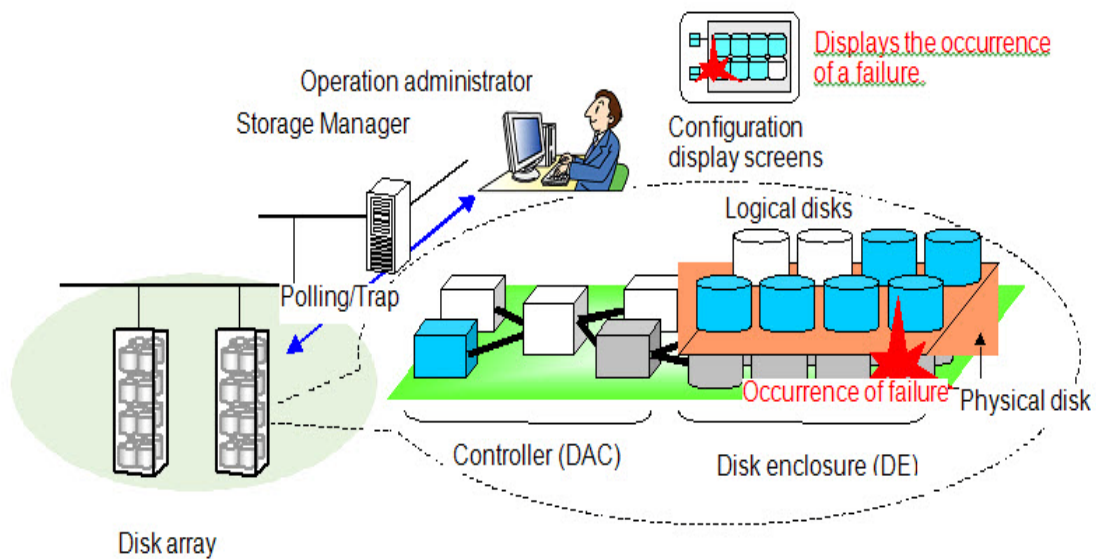 Displays the occurrence
of a failure.
Operation administrator
Storage Manager
Configuration
display screens
Logical disks
Polling/Trap
Occurrence of failure
Physical disk
Controller (DAC)
Disk enclosure (DE)
Disk array